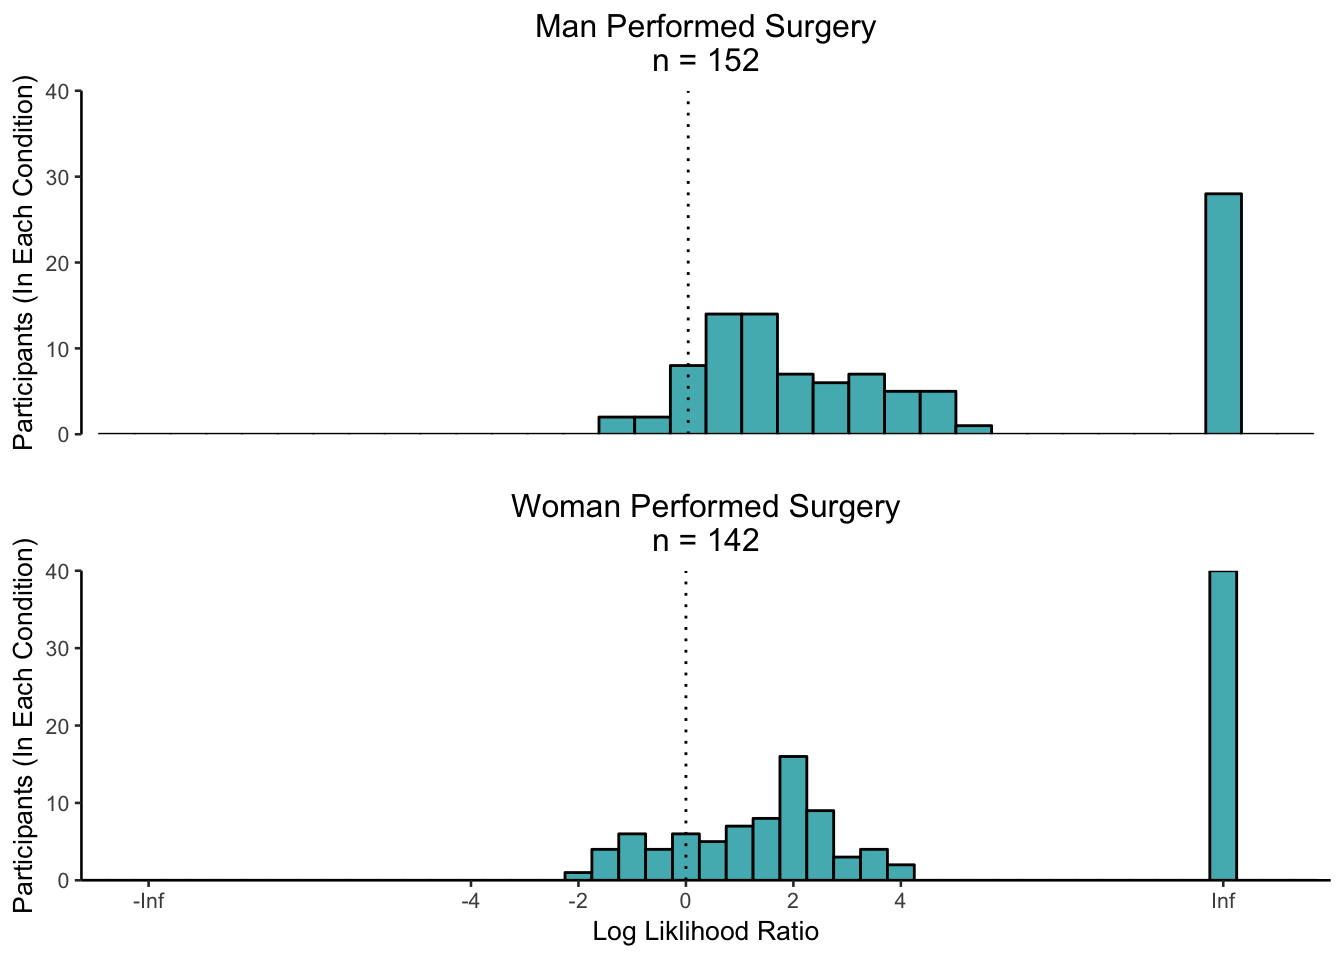 Man Performed Surgery
n = 152
Participants (In Each Condition)
40
30
20
10
0
Woman Performed Surgery
n = 142
Participants (In Each Condition)
40
30
20
10
0
-Inf -4 -2 0 2 4 Inf
Log Liklihood Ratio